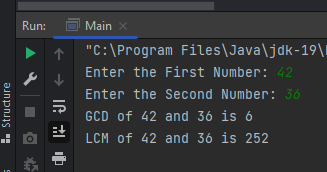 Run: Main ×
"C:\Program Files\Java\jdk-19\
Enter the First Number: 42
Enter the Second Number: 36
GCD of 42 and 36 is 6
LCM of 42 and 36 is 252
Structure